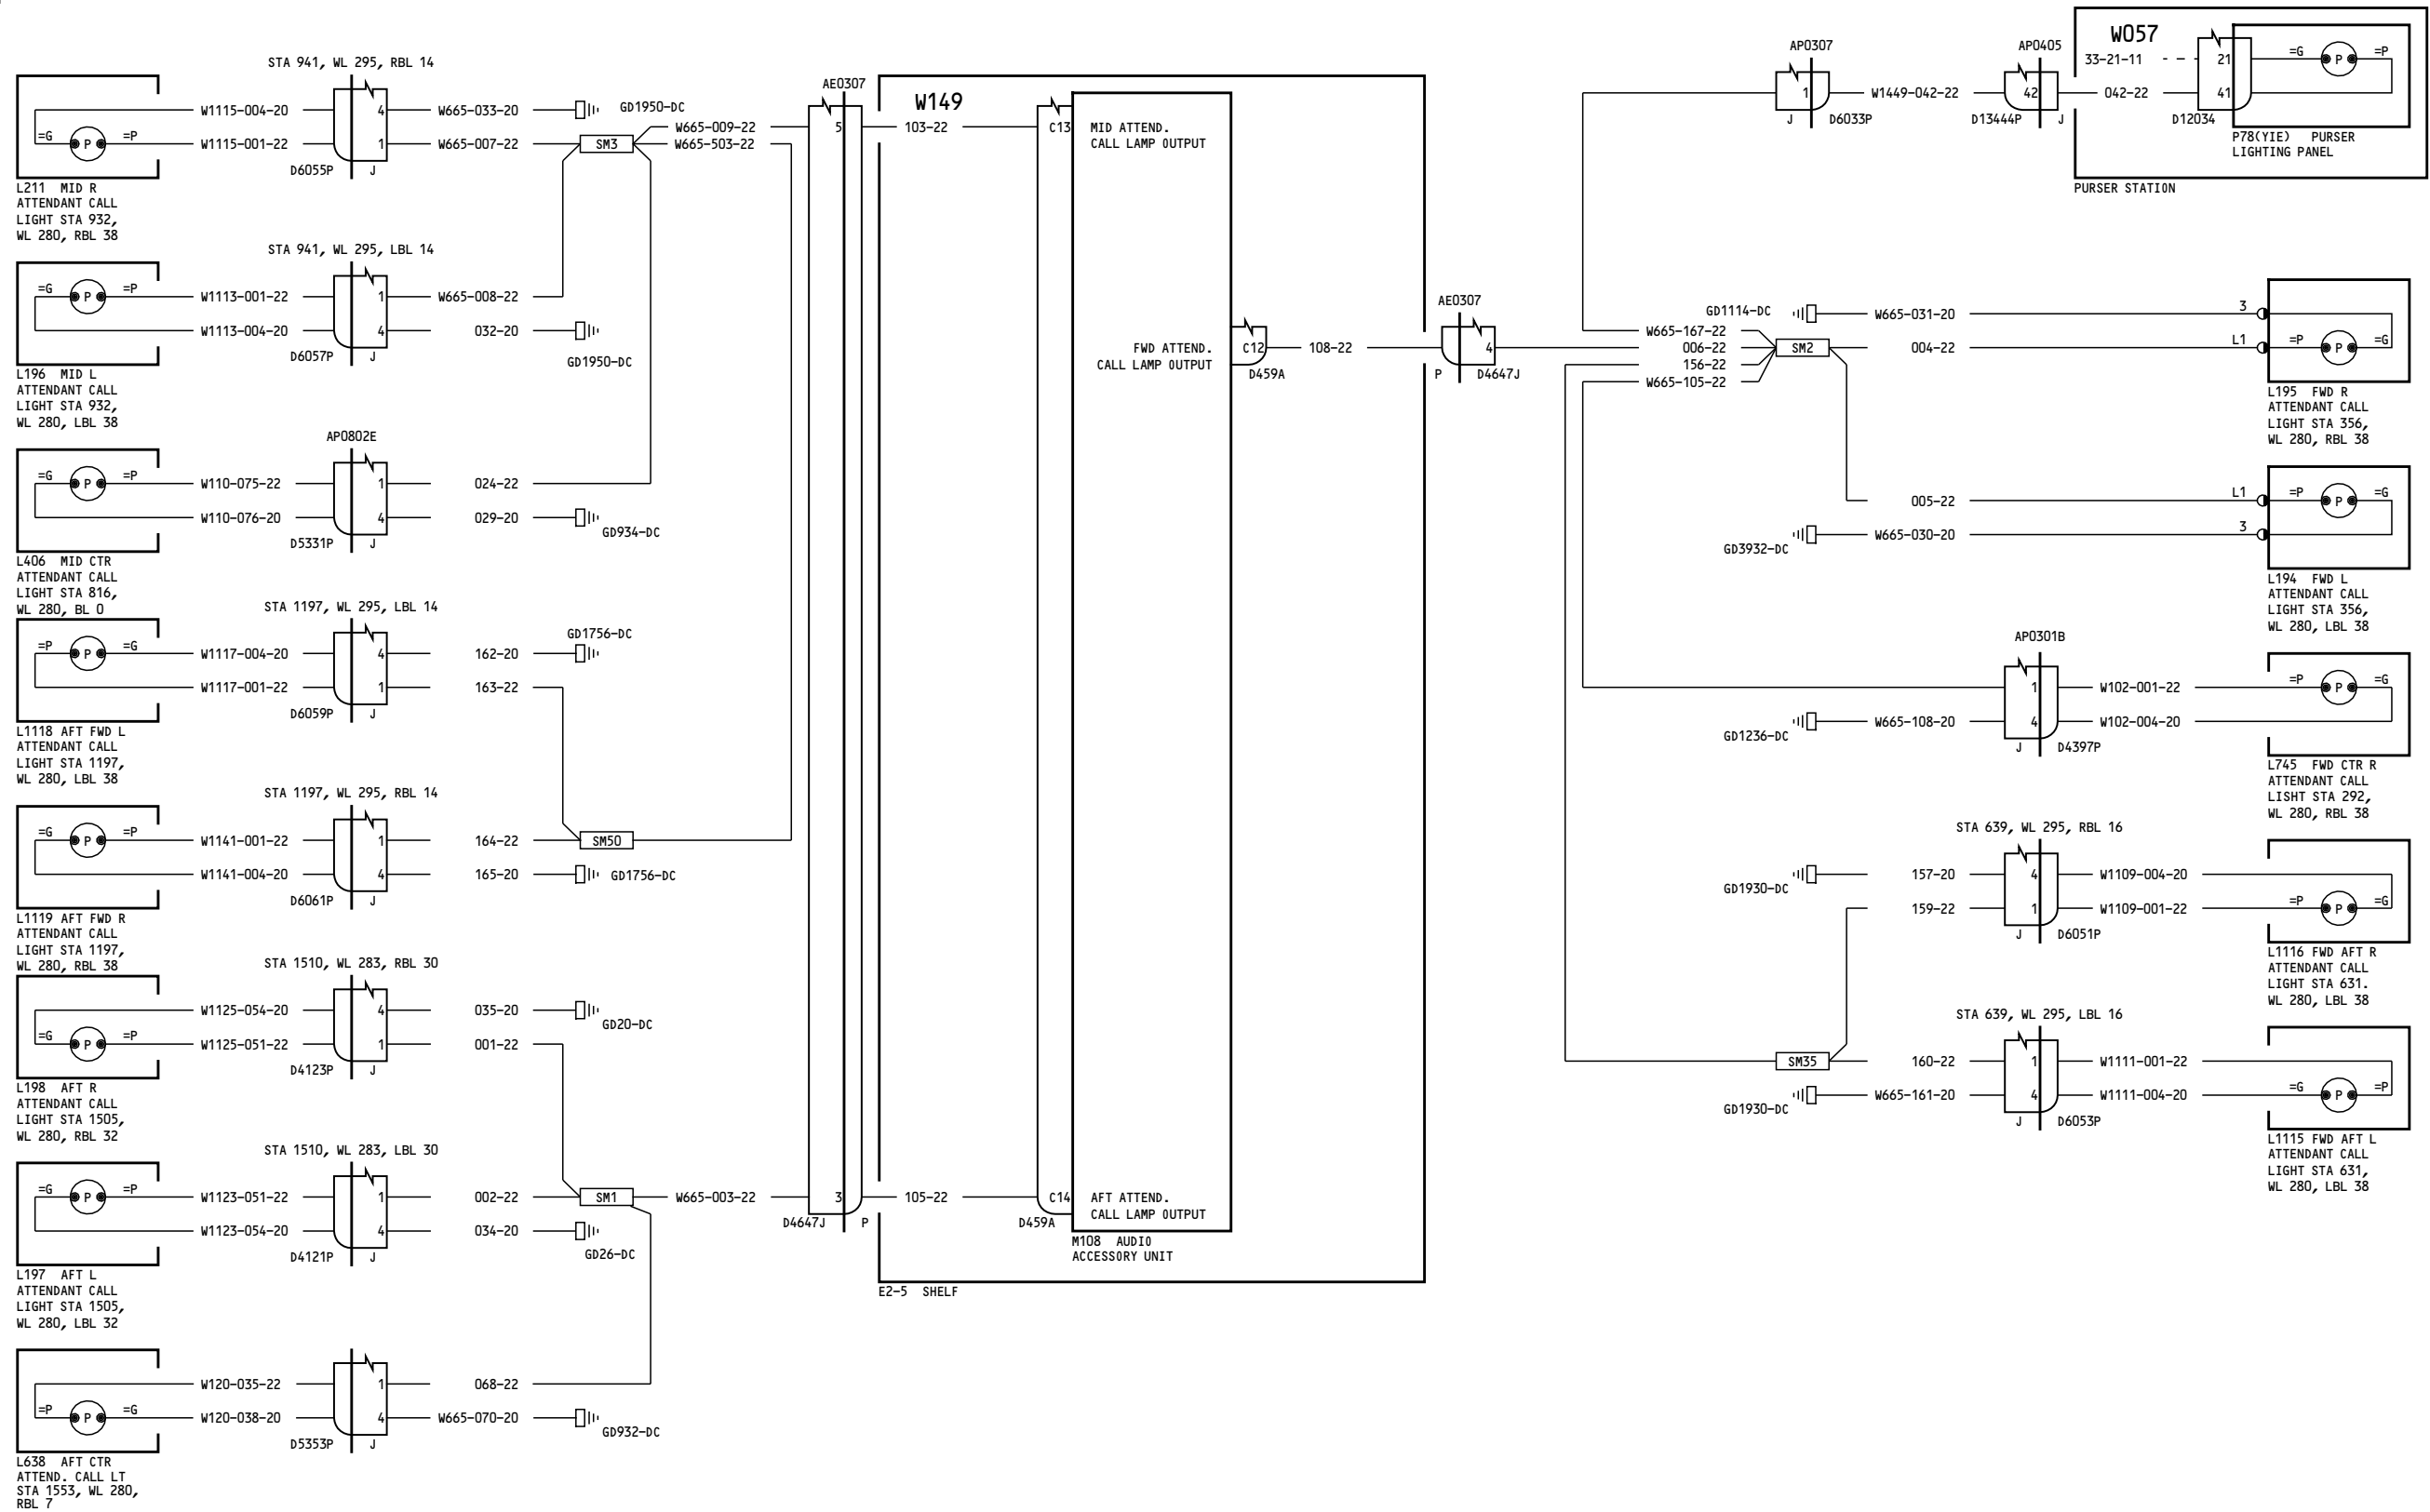 STA 941, WL 295, RBL 14
W1115-004-20
4
W665-033-20
GD1950-DC
=G
P
=P
W1115-001-22
1
W665-007-22
SM3
W665-009-22
W665-503-22
D6055P
J
L211 MID R
ATTENDANT CALL
LIGHT STA 932,
WL 280, RBL 38
STA 941, WL 295, LBL 14
=G
P
=P
W1113-001-22
1
W665-008-22
W1113-004-20
4
032-20
GD1950-DC
D6057P
J
L196 MID L
ATTENDANT CALL
LIGHT STA 932,
WL 280, LBL 38
AP0802E
=G
P
=P
W110-075-22
1
024-22
W110-076-20
4
029-20
GD934-DC
D5331P
J
L406 MID CTR
ATTENDANT CALL
LIGHT STA 816,
WL 280, BL 0
STA 1197, WL 295, LBL 14
=P
P
=G
W1117-004-20
4
162-20
GD1756-DC
W1117-001-22
1
163-22
D6059P
J
L1118 AFT FWD L
ATTENDANT CALL
LIGHT STA 1197,
WL 280, LBL 38
STA 1197, WL 295, RBL 14
=G
P
=P
W1141-001-22
1
164-22
SM50
W1141-004-20
4
165-20
GD1756-DC
D6061P
J
L1119 AFT FWD R
ATTENDANT CALL
LIGHT STA 1197,
WL 280, RBL 38
STA 1510, WL 283, RBL 30
W1125-054-20
4
035-20
GD20-DC
=G
P
=P
W1125-051-22
1
001-22
D4123P
J
L198 AFT R
ATTENDANT CALL
LIGHT STA 1505,
WL 280, RBL 32
STA 1510, WL 283, LBL 30
=G
P
=P
W1123-051-22
1
002-22
SM1
W665-003-22
W1123-054-20
4
034-20
GD26-DC
D4121P
J
L197 AFT L
ATTENDANT CALL
LIGHT STA 1505,
WL 280, LBL 32
W120-035-22
1
068-22
=P
P
=G
W120-038-20
4
W665-070-20
GD932-DC
D5353P
J
L638 AFT CTR
ATTEND. CALL LT
STA 1553, WL 280,
RBL 7
AE0307
W149
5
103-22
C13
MID ATTEND.
CALL LAMP OUTPUT
FWD ATTEND.
CALL LAMP OUTPUT
C12
D459A
108-22
3
105-22
C14
AFT ATTEND.
CALL LAMP OUTPUT
D4647J
P
D459A
M108 AUDIO
ACCESSORY UNIT
E2-5 SHELF
AE0307
4
P
D4647J
AP0307
1
J
D6033P
W1449-042-22
AP0405
42
D13444P
J
W057
33-21-11
21
=G
P
=P
042-22
41
D12034
P78(YIE) PURSER
LIGHTING PANEL
PURSER STATION
GD1114-DC
W665-031-20
3
W665-167-22
006-22
156-22
W665-105-22
SM2
004-22
L1
=P
P
=G
L195 FWD R
ATTENDANT CALL
LIGHT STA 356,
WL 280, RBL 38
005-22
L1
=P
P
=G
GD3932-DC
W665-030-20
3
L194 FWD L
ATTENDANT CALL
LIGHT STA 356,
WL 280, LBL 38
AP0301B
1
W102-001-22
=P
P
=G
GD1236-DC
W665-108-20
4
W102-004-20
J
D4397P
L745 FWD CTR R
ATTENDANT CALL
LISHT STA 292,
WL 280, RBL 38
STA 639, WL 295, RBL 16
GD1930-DC
157-20
4
W1109-004-20
159-22
1
W1109-001-22
=P
P
=G
J
D6051P
L1116 FWD AFT R
ATTENDANT CALL
LIGHT STA 631.
WL 280, LBL 38
STA 639, WL 295, LBL 16
SM35
160-22
1
W1111-001-22
GD1930-DC
W665-161-20
4
W1111-004-20
=G
P
=P
J
D6053P
L1115 FWD AFT L
ATTENDANT CALL
LIGHT STA 631,
WL 280, LBL 38